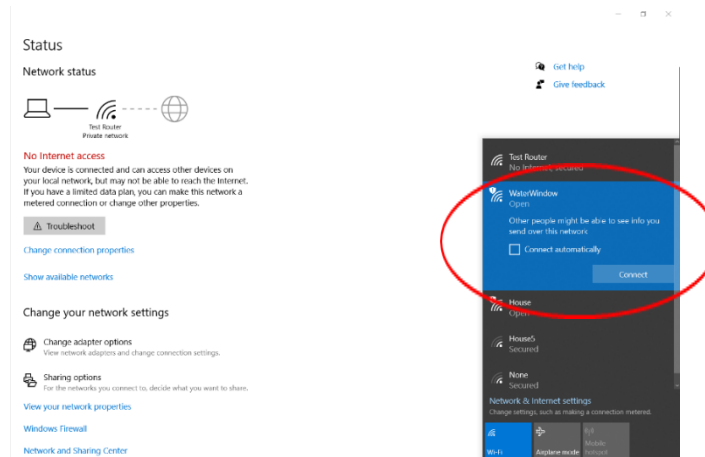 Status
Network status
Get help
Give feedback
Test Router
Private network
No Internet access
Your device is connected and can access other devices on
your local network, but may not be able to reach the Internet.
If you have a limited data plan, you can make this network a
metered connection or change other properties.
Troubleshoot
Change connection properties
Show available networks
Change your network settings
Change adapter options
View network adapters and change connection settings.
Sharing options
For the networks you connect to, decide what you want to share.
View your network properties
Windows Firewall
Network and Sharing Center
Test Router
No Internet, secured
WaterWindow
Open
Other people might be able to see info you
send over this network
Connect automatically
Connect
House
Open
House5
Secured
None
Secured
Network & Internet settings
Change settings, such as making a connection metered.
Wi-Fi
Airplane mode
Mobile
hotspot